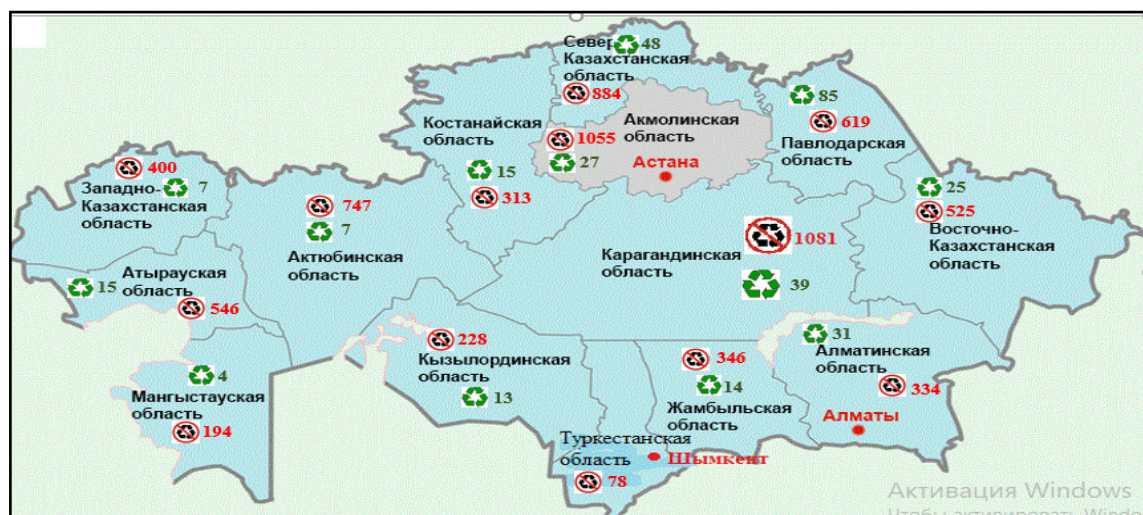 Север
48
Казахстанская
область
884
85
619
Павлодарская
область
Костанайская
область
15
313
1055
27
Акмолинская
область
Астана
400
Западно-
7
Казахстанская
область
747
7
Актюбинская
область
25
525
Восточно-
Казахстанская
область
1081
Карагандинская
область
39
Атырауская
область
15
546
4
Мангыстауская
область
194
228
Кызылординская
область
13
346
14
Жамбыльская
область
31
Алматинская
область
334
Алматы
Туркестанская
область
Шымкент
78
Активация Windows
Чтобы активировать Windo